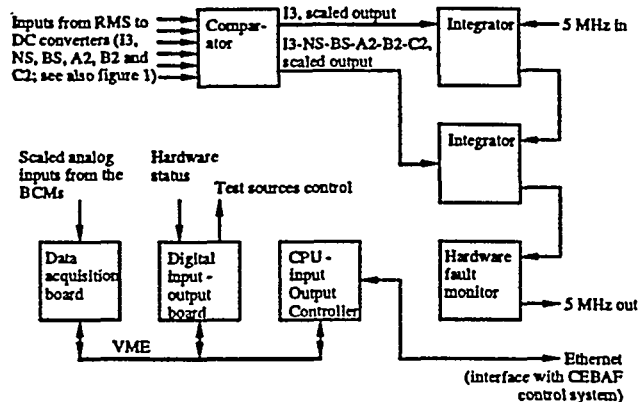 Inputs from RMS to
DC converters (I3,
NS, BS, A2, B2 and
C2; see also figure 1)
Compar-
ator
I3, scaled output
I3-NS-BS-A2-B2-C2,
scaled output
Integrator
5 MHz in
Integrator
Scaled analog
inputs from the
BCMs
Hardware
status
Test sources control
Data
acquisition
board
Digital
Input -
output
board
CPU -
input
Output
Controller
Hardware
fault
monitor
5 MHz out
VME
Ethernet
(interface with CEBAF
control system)